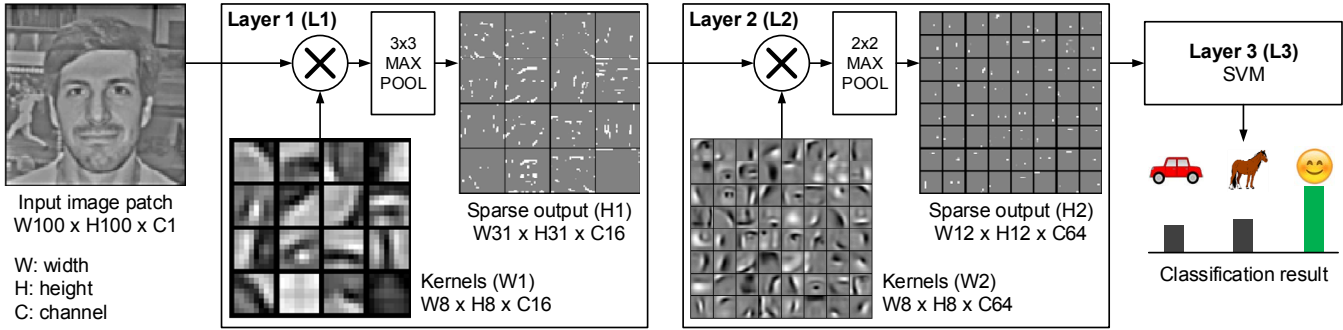 Input image patch
W100 x H100 x C1
W: width
H: height
C: channel
Layer 1 (L1)
3x3
MAX
POOL
Sparse output (H1)
W31 x H31 x C16
Kernels (W1)
W8 x H8 x C16
Layer 2 (L2)
2x2
MAX
POOL
Sparse output (H2)
W12 x H12 x C64
Kernels (W2)
W8 x H8 x C64
Layer 3 (L3)
SVM
Classification result